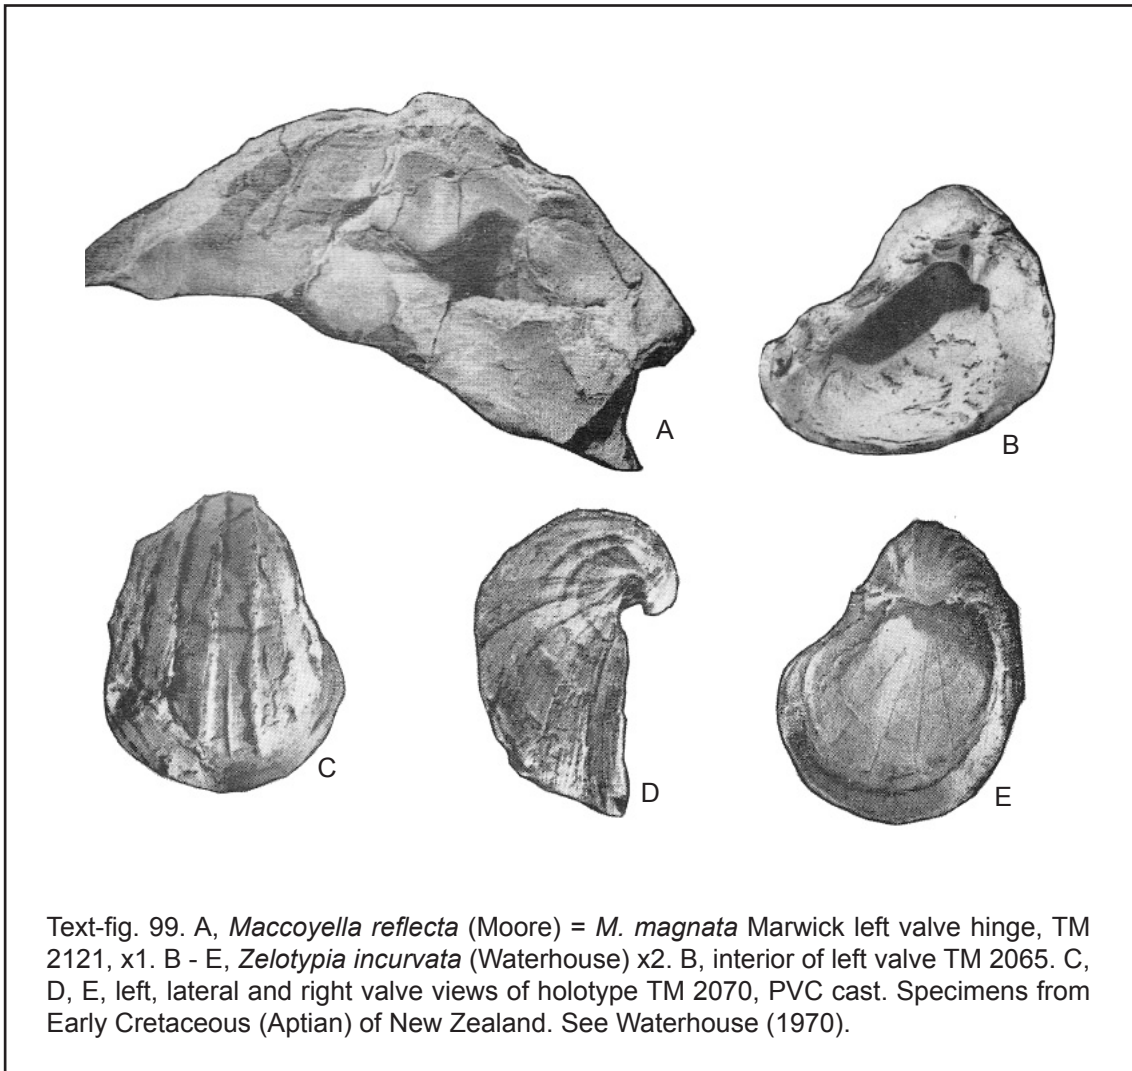 A
B
C
D
E
Text-fig. 99. A, Maccoyella reflecta (Moore) = M. magnata Marwick left valve hinge, TM
2121, x1. B - E, Zelotypia incurvata (Waterhouse) x2. B, interior of left valve TM 2065. C,
D, E, left, lateral and right valve views of holotype TM 2070, PVC cast. Specimens from
Early Cretaceous (Aptian) of New Zealand. See Waterhouse (1970).